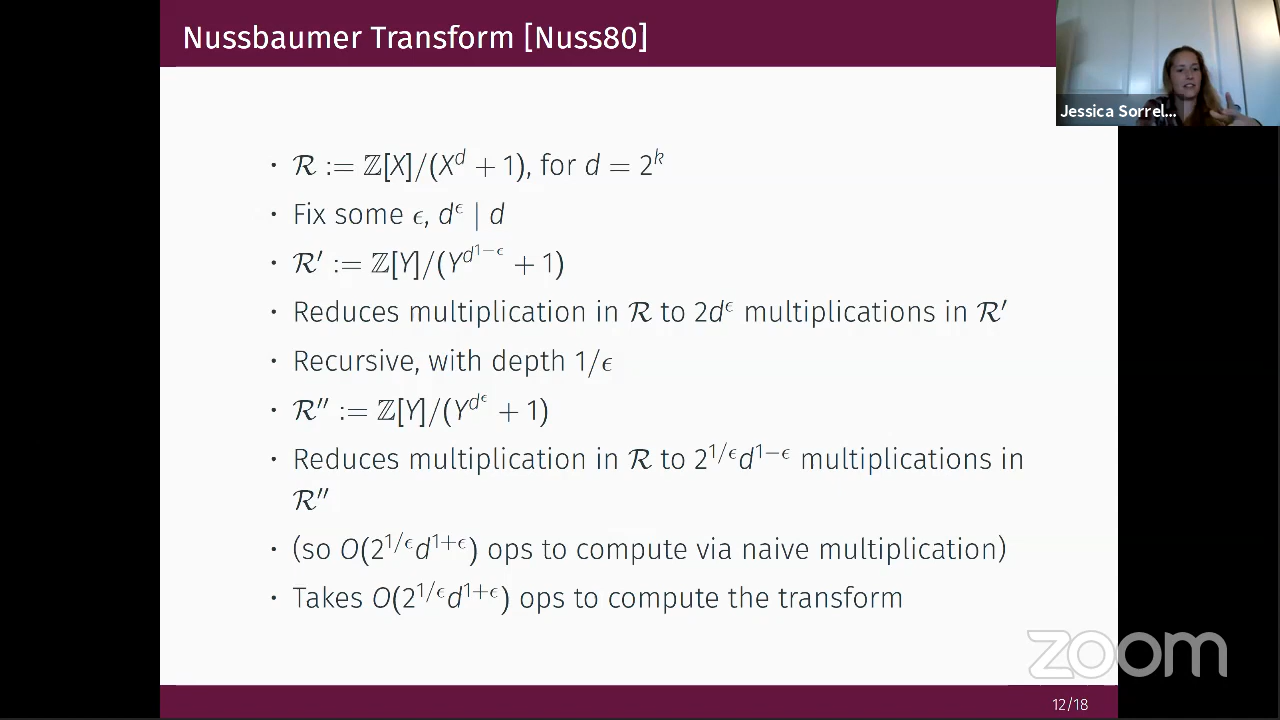 Nussbaumer Transform [Nuss80]
Jessica Sorrel...
· ℛ := ℤ[X]/(X^d + 1), for d = 2^k
· Fix some ϵ, d^ϵ | d
· ℛ′ := ℤ[Y]/(Y^{d^{1−ϵ}} + 1)
· Reduces multiplication in ℛ to 2d^ϵ multiplications in ℛ′
· Recursive, with depth 1/ϵ
· ℛ″ := ℤ[Y]/(Y^{d^ϵ} + 1)
· Reduces multiplication in ℛ to 2^{1/ϵ}d^{1−ϵ} multiplications in
ℛ″
· (so O(2^{1/ϵ}d^{1+ϵ}) ops to compute via naive multiplication)
· Takes O(2^{1/ϵ}d^{1+ϵ}) ops to compute the transform
zoom
12/18